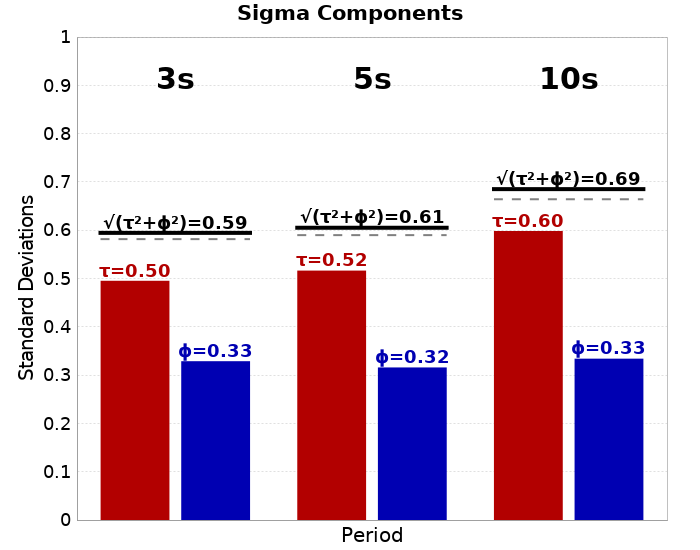 Sigma Components
Standard Deviations
1
0.9
0.8
0.7
0.6
0.5
0.4
0.3
0.2
0.1
0
3s
5s
10s
√(τ²+ϕ²)=0.59
τ=0.50
ϕ=0.33
√(τ²+ϕ²)=0.61
τ=0.52
ϕ=0.32
√(τ²+ϕ²)=0.69
τ=0.60
ϕ=0.33
Period